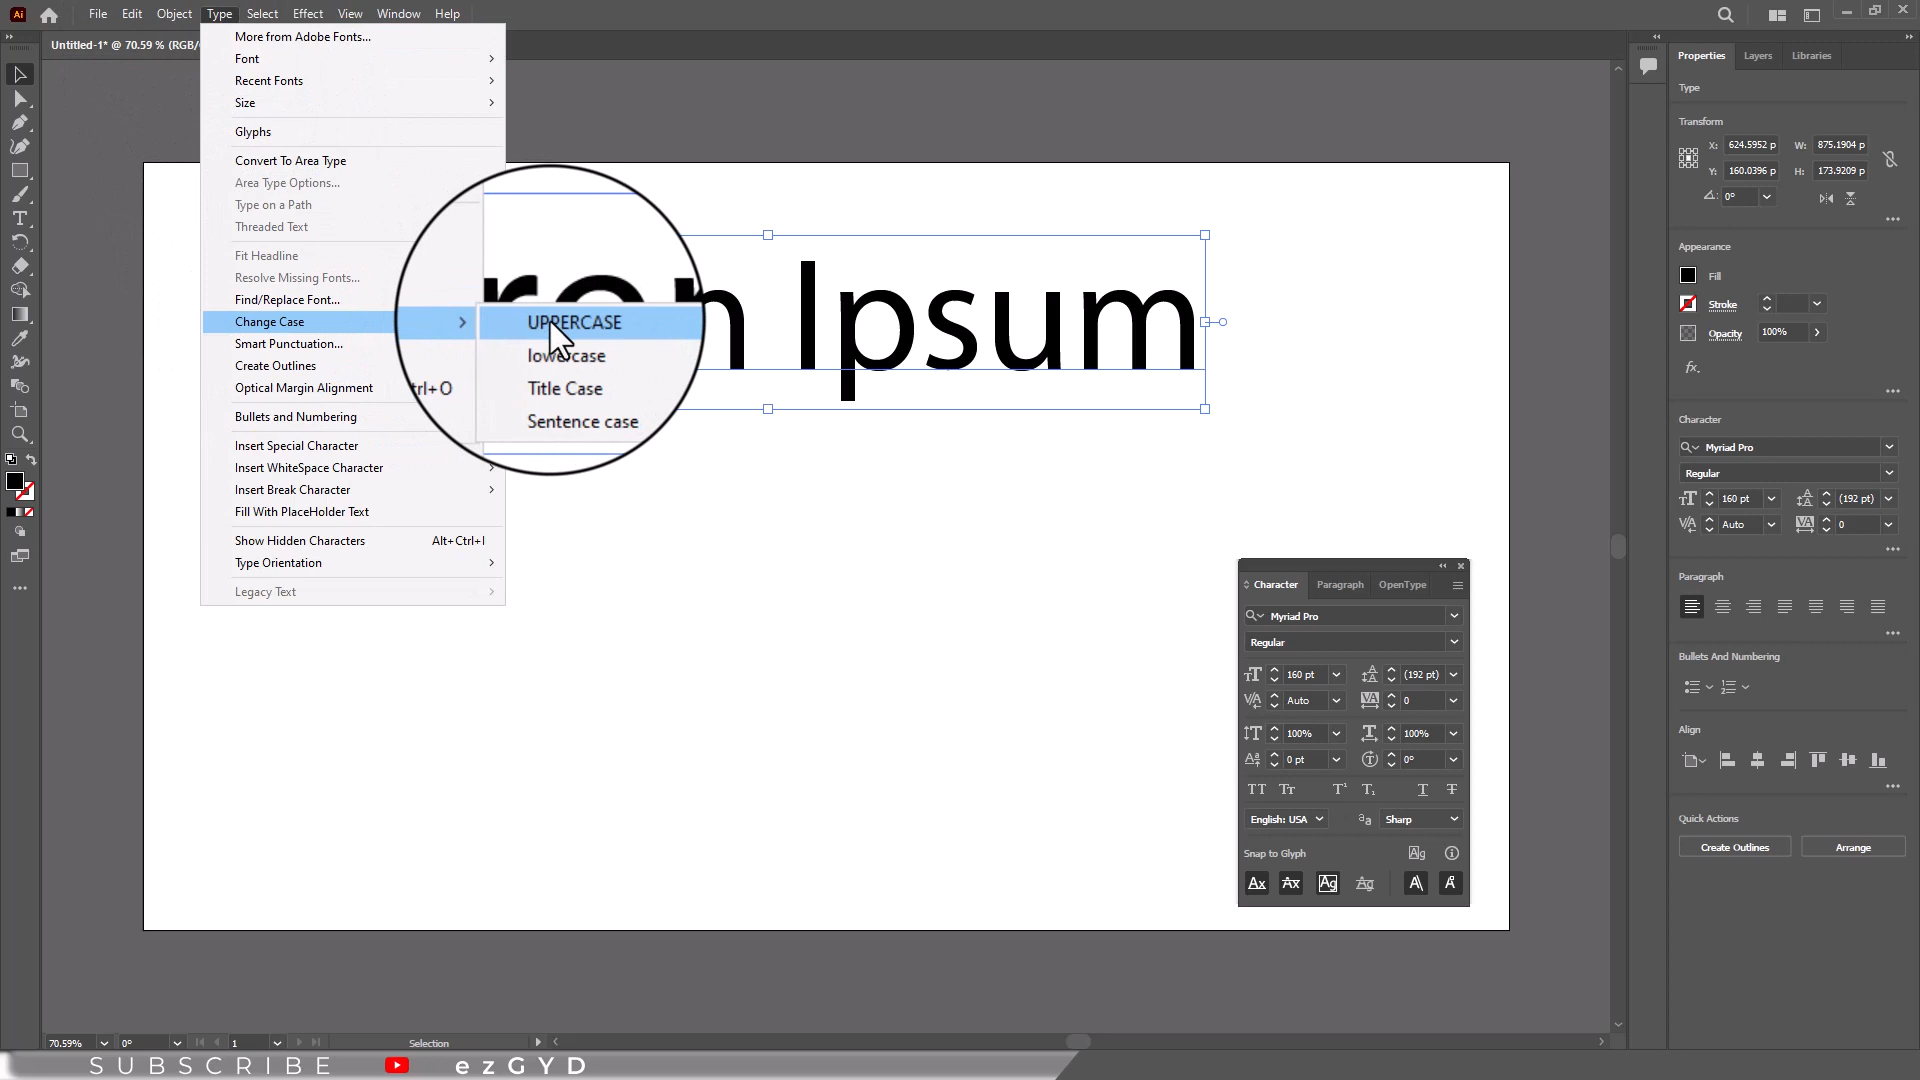 Ai File Edit Object Type Select Effect View Window Help
Untitled-1* @ 70.59 % (RGB/
More from Adobe Fonts...
Font
Recent Fonts
Size
Glyphs
Convert To Area Type
Area Type Options...
Type on a Path
Threaded Text
Fit Headline
Resolve Missing Fonts...
Find/Replace Font...
Change Case
Smart Punctuation...
Create Outlines
Optical Margin Alignment
Bullets and Numbering
Insert Special Character
Insert WhiteSpace Character
Insert Break Character
Fill With PlaceHolder Text
Show Hidden Characters Alt+Ctrl+I
Type Orientation
Legacy Text
trl+O
UPPERCASE
lowercase
Title Case
Sentence case
Ipsum
Character Paragraph OpenType
Myriad Pro
Regular
160 pt (192 pt)
Auto 0
100% 100%
0 pt 0°
English: USA Sharp
Snap to Glyph
Properties Layers Libraries
Type
Transform
X: 624.5952 p W: 875.1904 p
Y: 160.0396 p H: 173.9209 p
0°
Appearance
Fill
Stroke
Opacity 100%
fx.
Character
Myriad Pro
Regular
160 pt (192 pt)
Auto 0
Paragraph
Bullets And Numbering
Align
Quick Actions
Create Outlines Arrange
70.59% 0° 1 Selection
SUBSCRIBE ezGYD